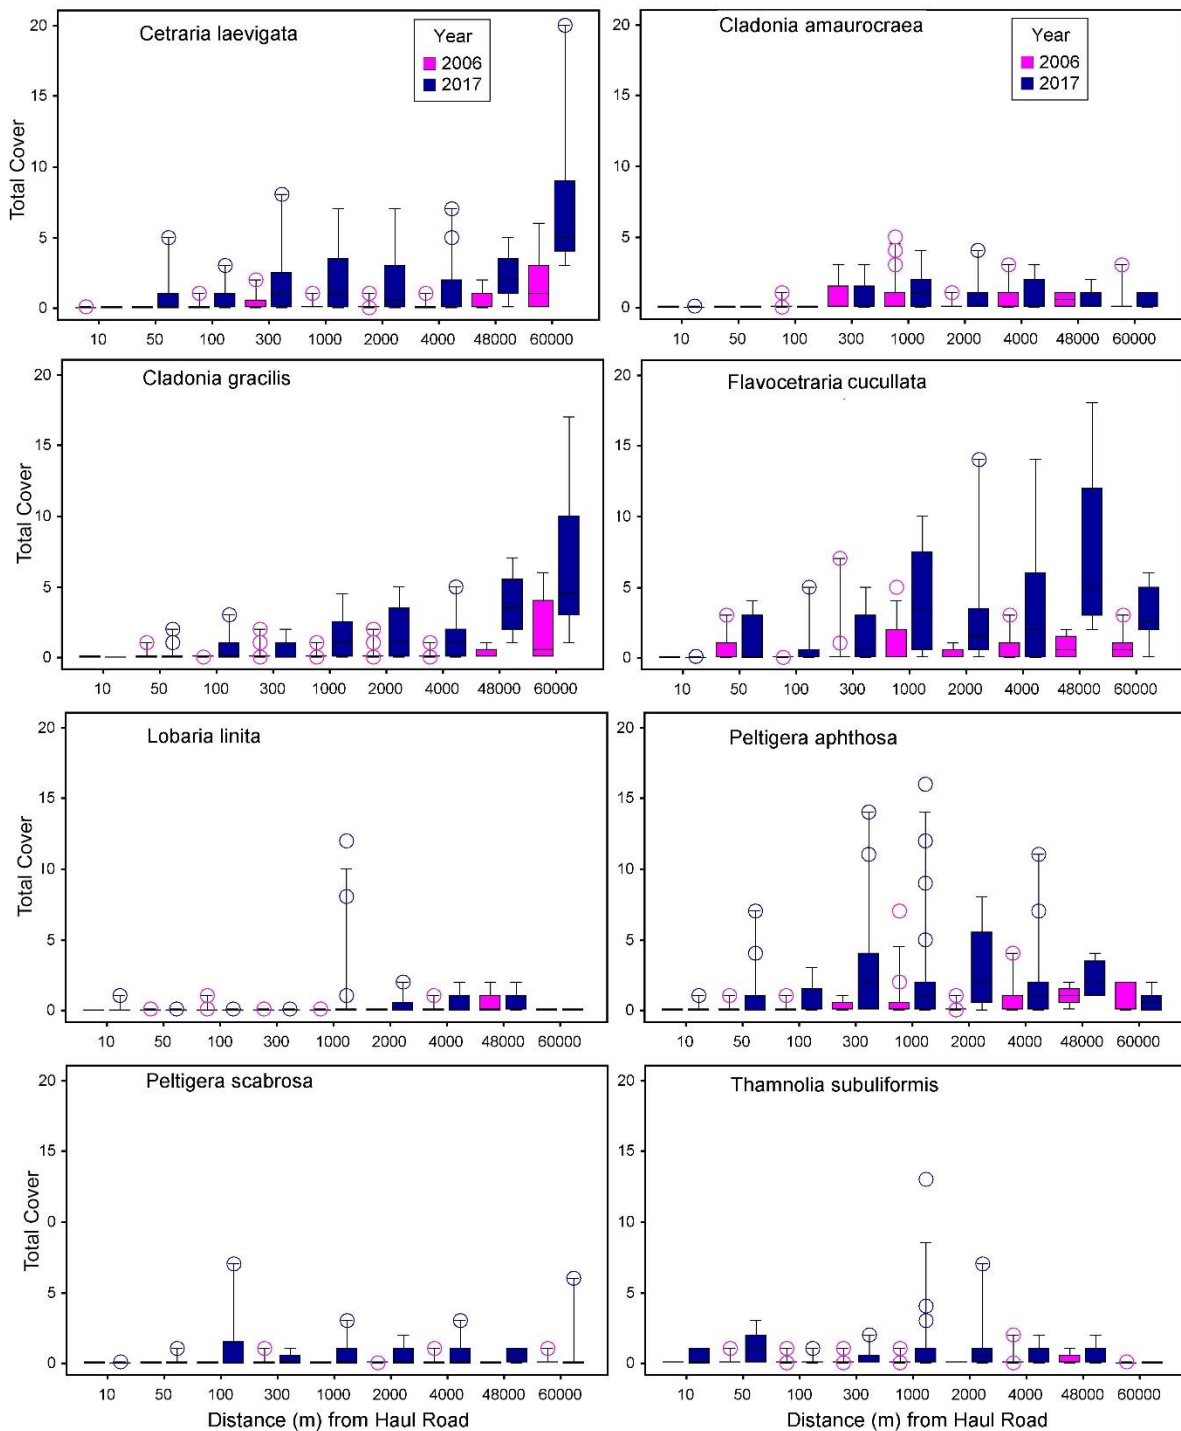 Cetraria laevigata
Year
2006
2017
20
15
10
5
0
Total Cover
10 50 100 300 1000 2000 4000 48000 60000
Cladonia amaurocraea
Year
2006
2017
20
15
10
5
0
10 50 100 300 1000 2000 4000 48000 60000
Cladonia gracilis
20
15
10
5
0
Total Cover
10 50 100 300 1000 2000 4000 48000 60000
Flavocetraria cucullata
20
15
10
5
0
10 50 100 300 1000 2000 4000 48000 60000
Lobaria linita
20
15
10
5
0
Total Cover
10 50 100 300 1000 2000 4000 48000 60000
Peltigera aphthosa
20
15
10
5
0
10 50 100 300 1000 2000 4000 48000 60000
Peltigera scabrosa
20
15
0
5
0
Total Cover
10 50 100 300 1000 2000 4000 48000 60000
Distance (m) from Haul Road
Thamnolia subuliformis
20
15
10
5
0
10 50 100 300 1000 2000 4000 48000 60000
Distance (m) from Haul Road